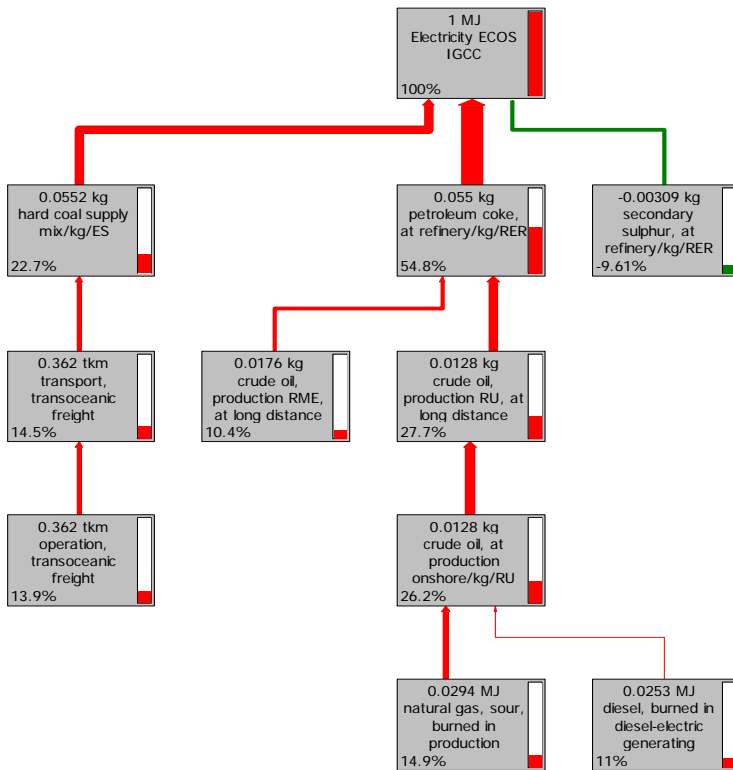 1 MJ
Electricity ECOS
IGCC
100%
0.0552 kg
hard coal supply
mix/kg/ES
22.7%
0.055 kg
petroleum coke,
at refinery/kg/RER
54.8%
-0.00309 kg
secondary
sulphur, at
refinery/kg/RER
-9.61%
0.362 tkm
transport,
transoceanic
freight
14.5%
0.0176 kg
crude oil,
production RME,
at long distance
10.4%
0.0128 kg
crude oil,
production RU, at
long distance
27.7%
0.362 tkm
operation,
transoceanic
freight
13.9%
0.0128 kg
crude oil, at
production
onshore/kg/RU
26.2%
0.0294 MJ
natural gas, sour,
burned in
production
14.9%
0.0253 MJ
diesel, burned in
diesel-electric
generating
11%